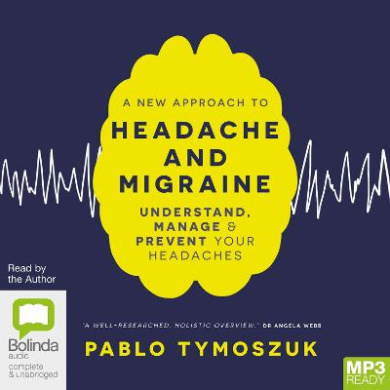 A NEW APPROACH TO
HEADACHE
AND
MIGRAINE
UNDERSTAND,
MANAGE &
PREVENT YOUR
HEADACHES
Read by
the Author
Bolinda
audio
complete
& unabridged
"A WELL-RESEARCHED, HOLISTIC OVERVIEW." DR ANGELA WEBB
PABLO TYMOSZUK
MP3
READY